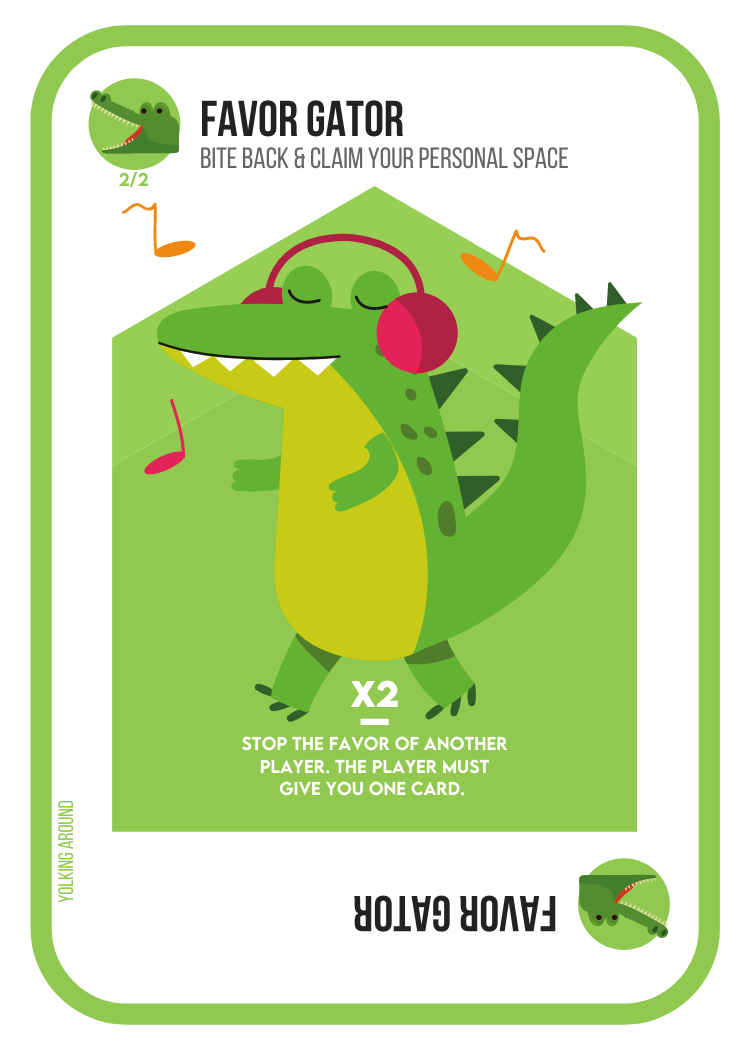 FAVOR GATOR
BITE BACK & CLAIM YOUR PERSONAL SPACE
2/2
X2
STOP THE FAVOR OF ANOTHER
PLAYER. THE PLAYER MUST
GIVE YOU ONE CARD.
YOLKING AROUND
FAVOR GATOR